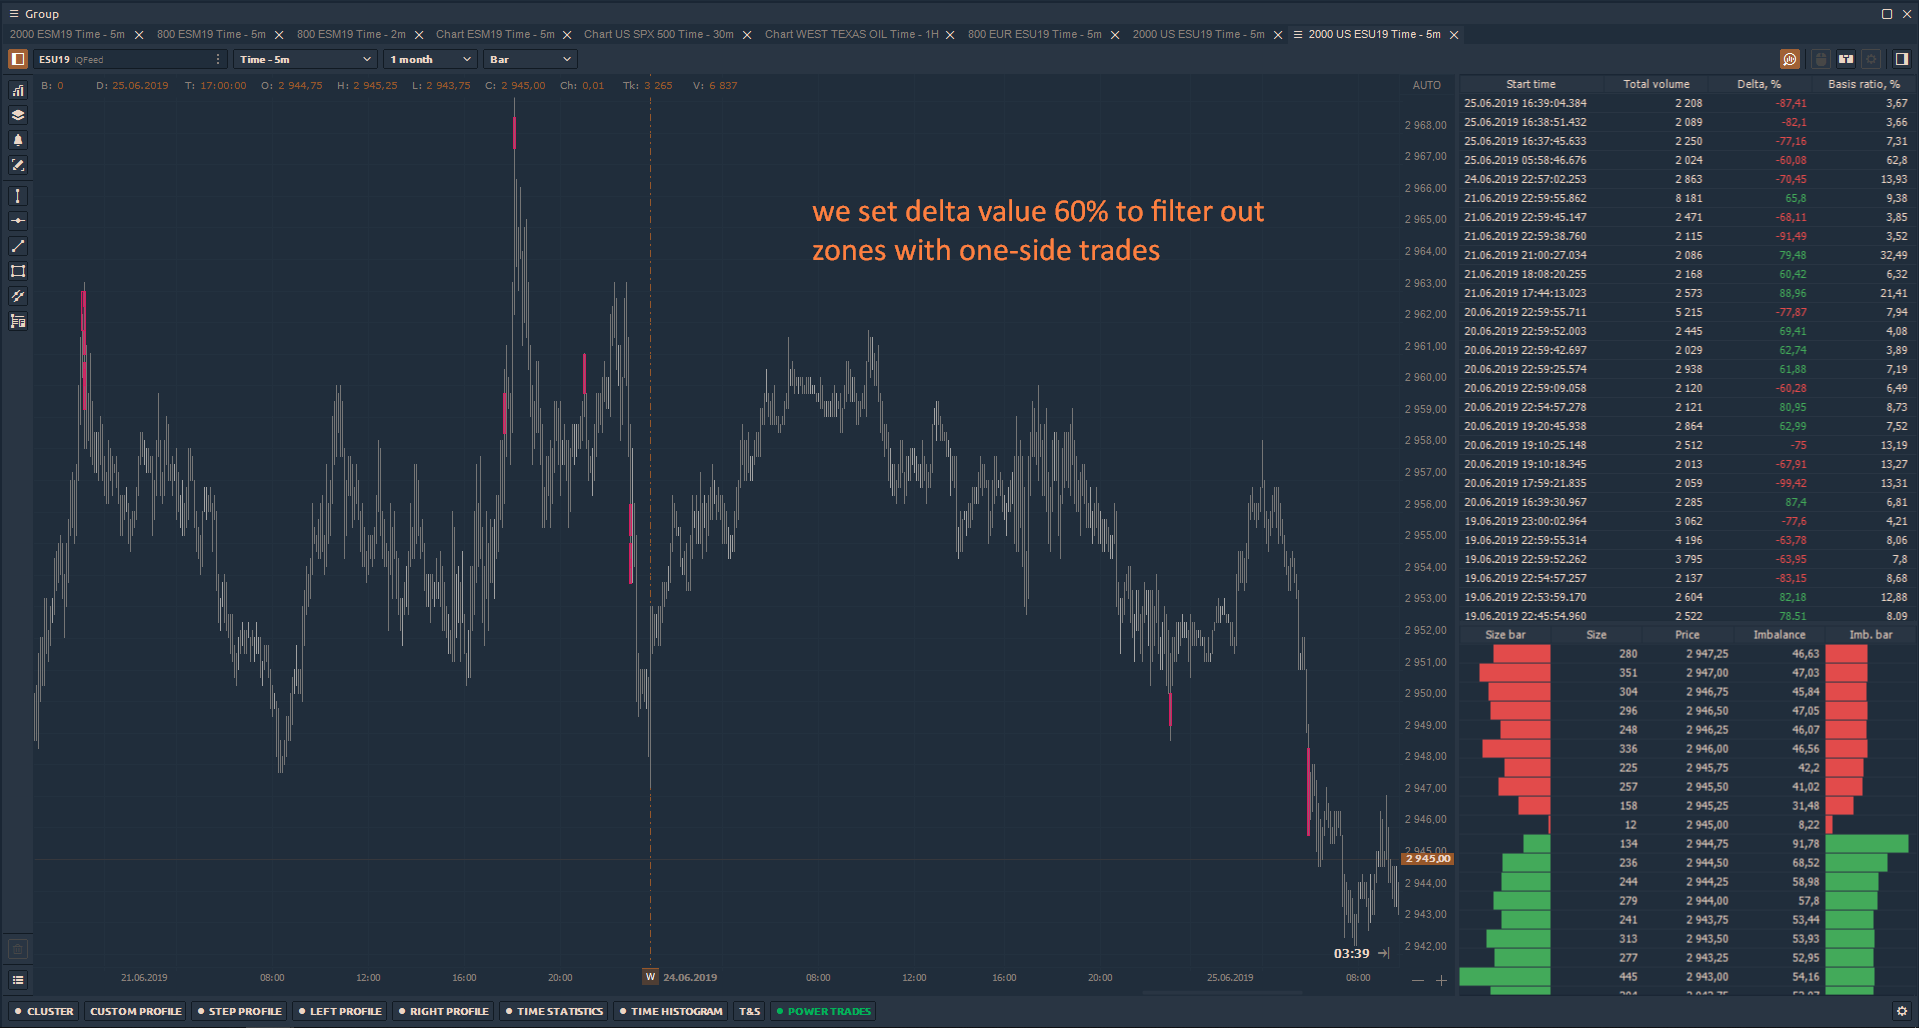 Group
2000 ESM19 Time - 5m 800 ESM19 Time - 5m 800 ESM19 Time - 2m Chart ESM19 Time - 5m Chart US SPX 500 Time - 30m Chart WEST TEXAS OIL Time - 1H 800 EUR ESU19 Time - 5m 2000 US ESU19 Time - 5m 2000 US ESU19 Time - 5m
ESU19 IQFeed Time - 5m 1 month Bar
B: 0 D: 25.06.2019 T: 17:00:00 O: 2 944,75 H: 2 945,25 L: 2 943,75 C: 2 945,00 Ch: 0,01 Tk: 3 265 V: 6 837
we set delta value 60% to filter out
zones with one-side trades
AUTO
2 968,00
2 967,00
2 966,00
2 965,00
2 964,00
2 963,00
2 962,00
2 961,00
2 960,00
2 959,00
2 958,00
2 957,00
2 956,00
2 955,00
2 954,00
2 953,00
2 952,00
2 951,00
2 950,00
2 949,00
2 948,00
2 947,00
2 946,00
2 945,00
2 945,00
2 944,00
2 943,00
2 942,00
03:39
21.06.2019 08:00 12:00 16:00 20:00 W 24.06.2019 08:00 12:00 16:00 20:00 25.06.2019 08:00
Start time Total volume Delta, % Basis ratio, %
25.06.2019 16:39:04.384 2 208 -87,41 3,67
25.06.2019 16:38:51.432 2 089 -82,1 3,66
25.06.2019 16:37:45.633 2 250 -77,16 7,31
25.06.2019 05:58:46.676 2 024 -60,08 62,8
24.06.2019 22:57:02.253 2 863 -70,45 13,93
21.06.2019 22:59:55.862 8 181 65,8 9,38
21.06.2019 22:59:45.147 2 471 -68,11 3,85
21.06.2019 22:59:38.760 2 115 -91,49 3,52
21.06.2019 21:00:27.034 2 086 79,48 32,49
21.06.2019 18:08:20.255 2 168 60,42 6,32
21.06.2019 17:44:13.023 2 573 88,96 21,41
20.06.2019 22:59:55.711 5 215 -77,87 7,94
20.06.2019 22:59:52.003 2 445 69,41 4,08
20.06.2019 22:59:42.697 2 029 62,74 3,89
20.06.2019 22:59:25.574 2 938 61,88 7,19
20.06.2019 22:59:09.058 2 120 -60,28 6,49
20.06.2019 22:54:57.278 2 121 80,95 8,73
20.06.2019 19:20:45.938 2 864 62,99 7,52
20.06.2019 19:10:25.148 2 512 -75 13,19
20.06.2019 19:10:18.345 2 013 -67,91 13,27
20.06.2019 17:59:21.835 2 059 -99,42 13,31
20.06.2019 16:39:30.967 2 285 87,4 6,81
19.06.2019 23:00:02.964 3 062 -77,6 4,21
19.06.2019 22:59:55.314 4 196 -63,78 8,06
19.06.2019 22:59:52.262 3 795 -63,95 7,8
19.06.2019 22:54:57.257 2 137 -83,15 8,68
19.06.2019 22:53:59.170 2 604 82,18 12,88
19.06.2019 22:45:54.960 2 522 78.51 8.09
Size bar Size Price Imbalance Imb. bar
280 2 947,25 46,63
351 2 947,00 47,03
304 2 946,75 45,84
296 2 946,50 47,05
248 2 946,25 46,07
336 2 946,00 46,56
225 2 945,75 42,2
257 2 945,50 41,02
158 2 945,25 31,48
12 2 945,00 8,22
134 2 944,75 91,78
236 2 944,50 68,52
244 2 944,25 58,98
279 2 944,00 57,8
241 2 943,75 53,44
313 2 943,50 53,93
277 2 943,25 52,95
445 2 943,00 54,16
CLUSTER CUSTOM PROFILE STEP PROFILE LEFT PROFILE RIGHT PROFILE TIME STATISTICS TIME HISTOGRAM T&S POWER TRADES